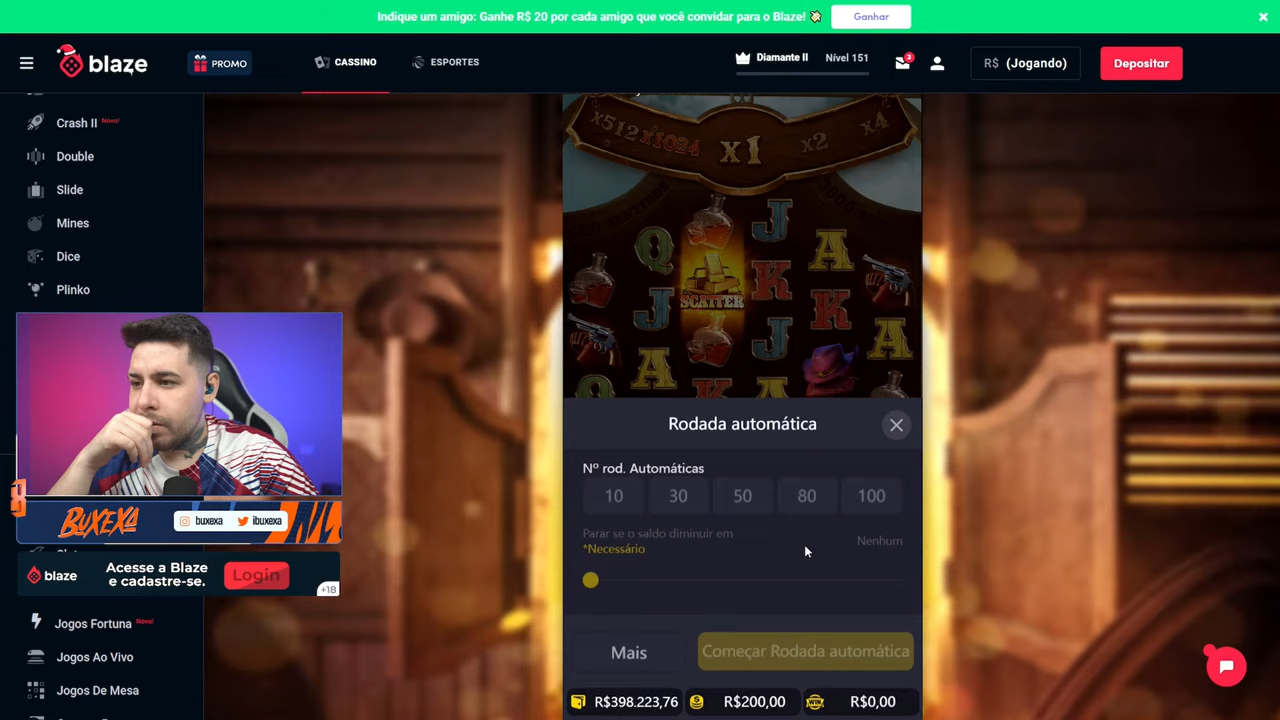 Indique um amigo: Ganhe R$ 20 por cada amigo que você convidar para o Blaze!
Ganhar
blaze
PROMO
CASSINO
ESPORTES
Diamante II
Nível 151
3
R$ (Jogando)
Depositar
Crash II
Novo!
Double
Slide
Mines
Dice
Plinko
x512 x1024 x1 x2 x4
Q J A K
SCATTER
J K A
Q A K J A
Rodada automática
Nº rod. Automáticas
10 30 50 80 100
Parar se o saldo diminuir em
*Necessário
Nenhum
Mais
Começar Rodada automática
R$398.223,76
R$200,00
R$0,00
BUXEXA
buxexa
ibuxexa
blaze
Acesse a Blaze
e cadastre-se.
Login
+18
Jogos Fortuna
Novo!
Jogos Ao Vivo
Jogos De Mesa